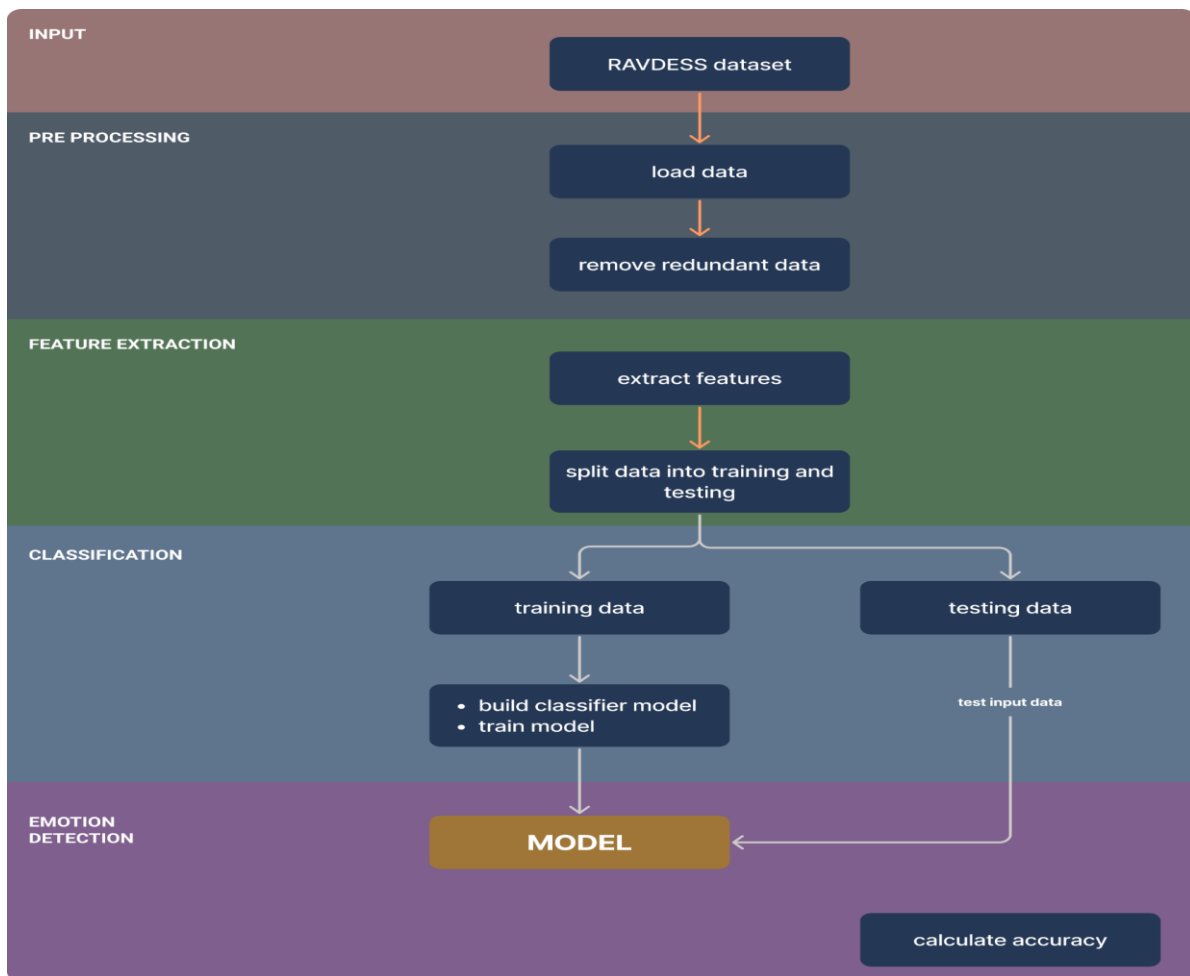 INPUT
RAVDESS dataset
PRE PROCESSING
load data
remove redundant data
FEATURE EXTRACTION
extract features
split data into training and
testing
CLASSIFICATION
training data
testing data
• build classifier model
• train model
test input data
EMOTION
DETECTION
MODEL
calculate accuracy